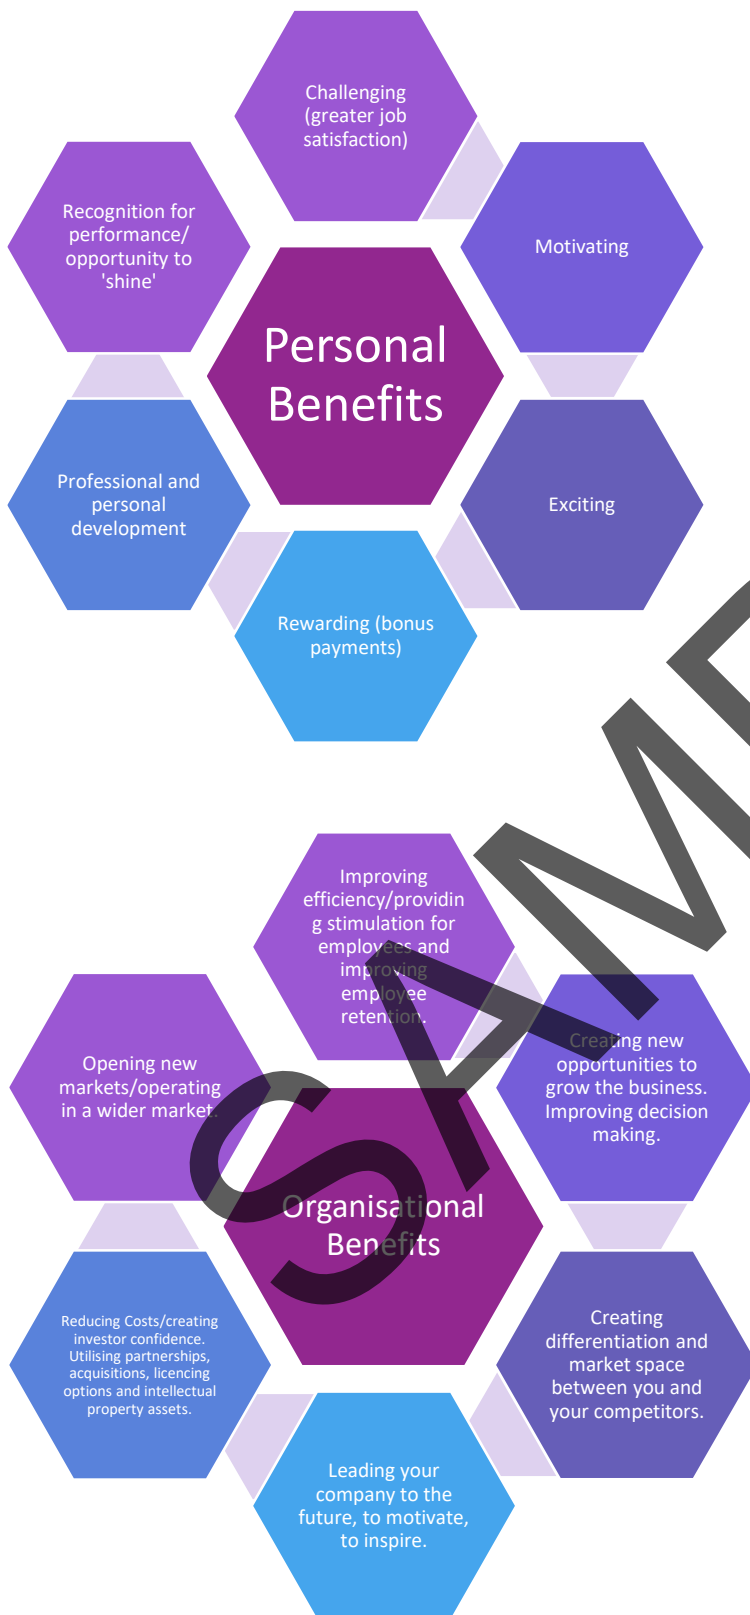 Challenging
(greater job
satisfaction)
Motivating
Exciting
Rewarding (bonus
payments)
Professional and
personal
development
Recognition for
performance/
opportunity to
'shine'
Personal
Benefits
Improving
efficiency/providin
g stimulation for
employees and
improving
employee
retention.
Creating new
opportunities to
grow the business.
Improving decision
making.
Creating
differentiation and
market space
between you and
your competitors.
Leading your
company to the
future, to motivate,
to inspire.
Reducing Costs/creating
investor confidence.
Utilising partnerships,
acquisitions, licencing
options and intellectual
property assets.
Opening new
markets/operating
in a wider market.
Organisational
Benefits
SAM